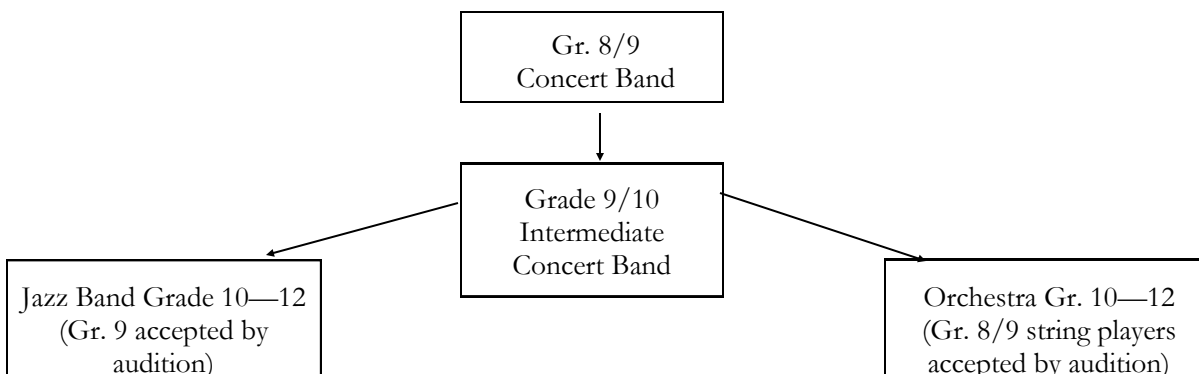 Gr. 8/9
Concert Band
Grade 9/10
Intermediate
Concert Band
Jazz Band Grade 10—12
(Gr. 9 accepted by
audition)
Orchestra Gr. 10—12
(Gr. 8/9 string players
accepted by audition)